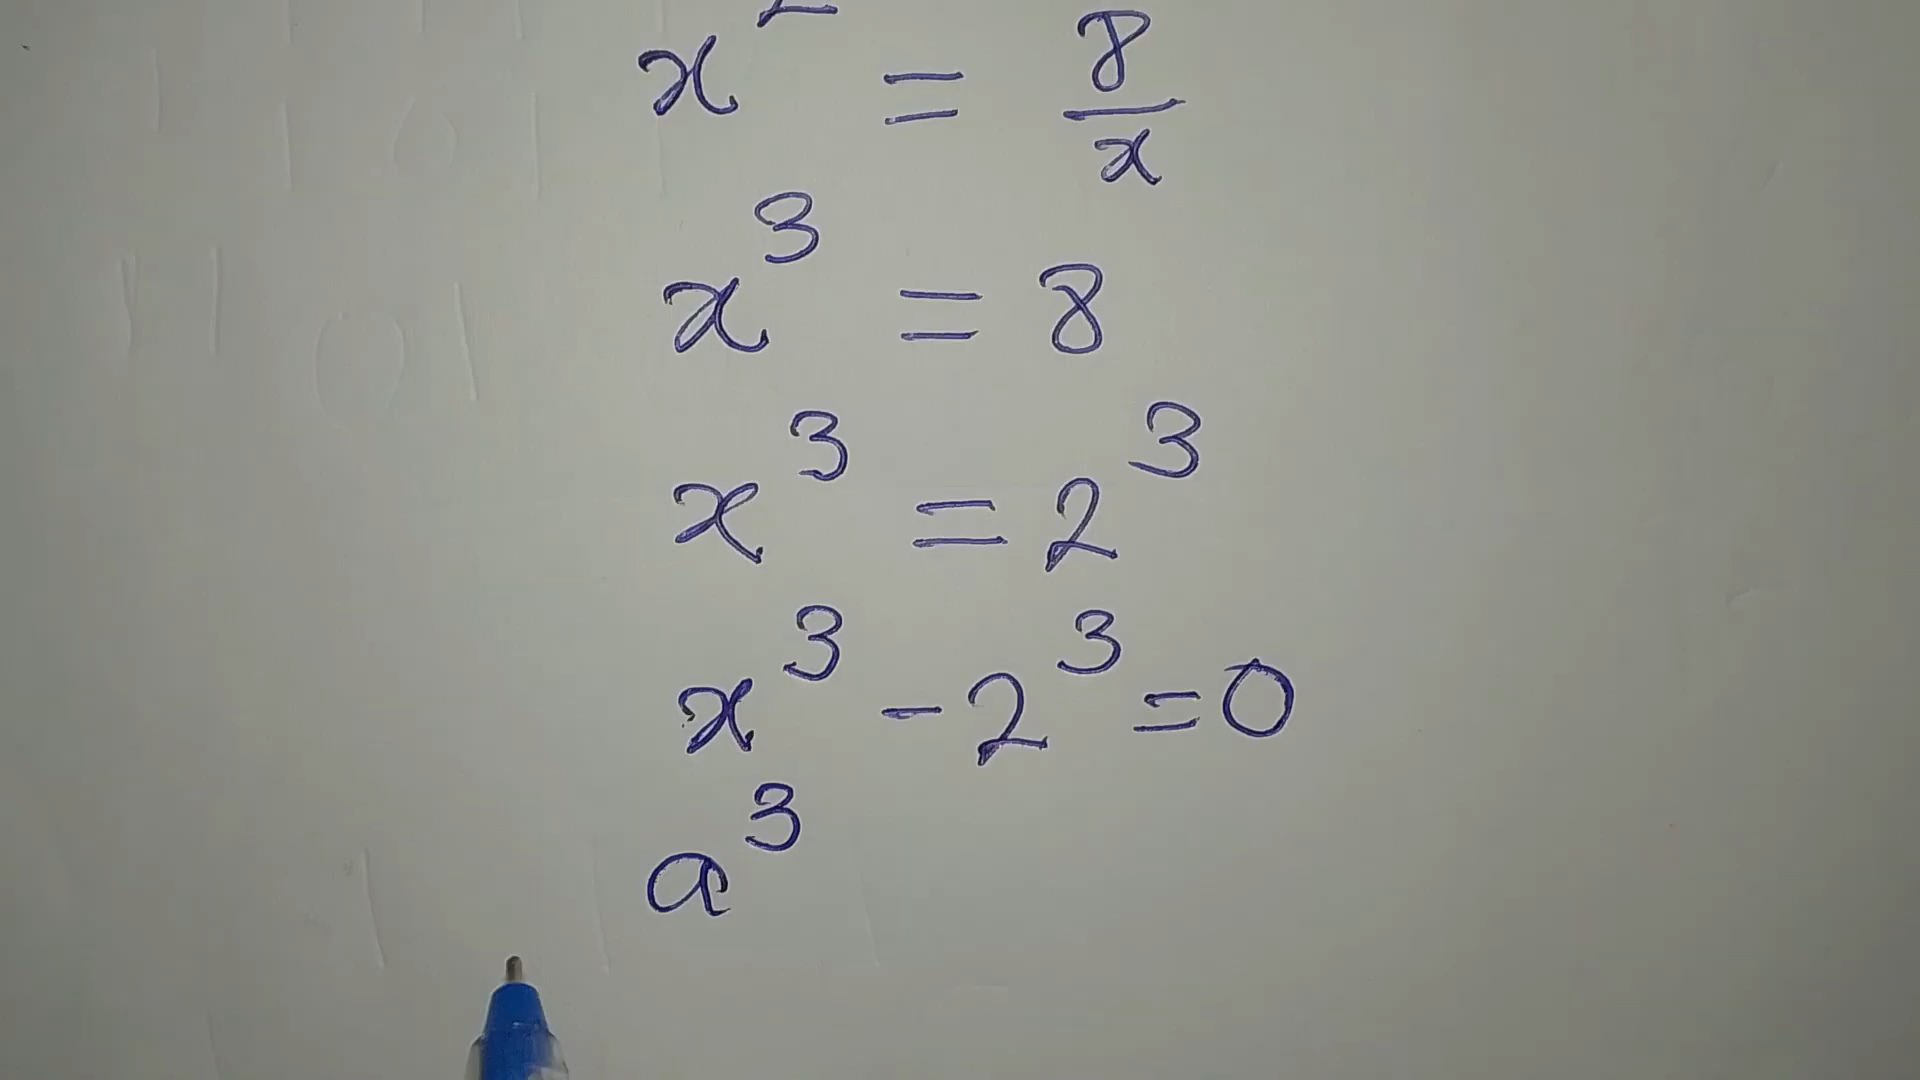 x² = 8/x
x³ = 8
x³ = 2³
x³ - 2³ = 0
a³